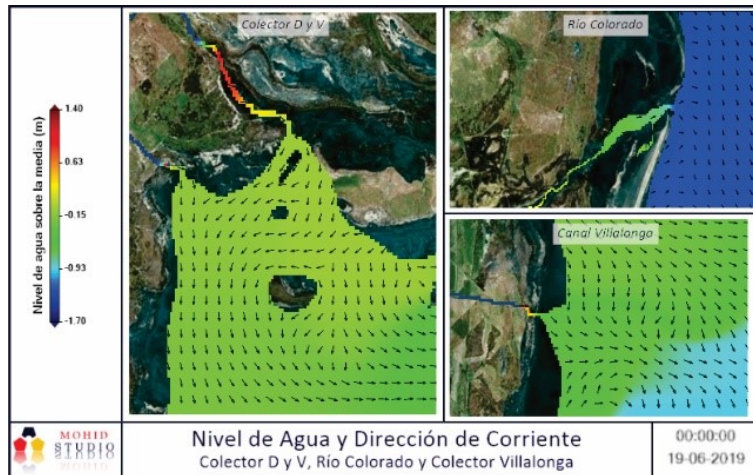 Colector D y V
Río Colorado
Canal Villalonga
Nivel de agua sobre la media (m)
1.40
0.63
-0.15
-0.93
-1.70
MOHID
STUDIO
Nivel de Agua y Dirección de Corriente
Colector D y V, Río Colorado y Colector Villalonga
00:00:00
19-06-2019